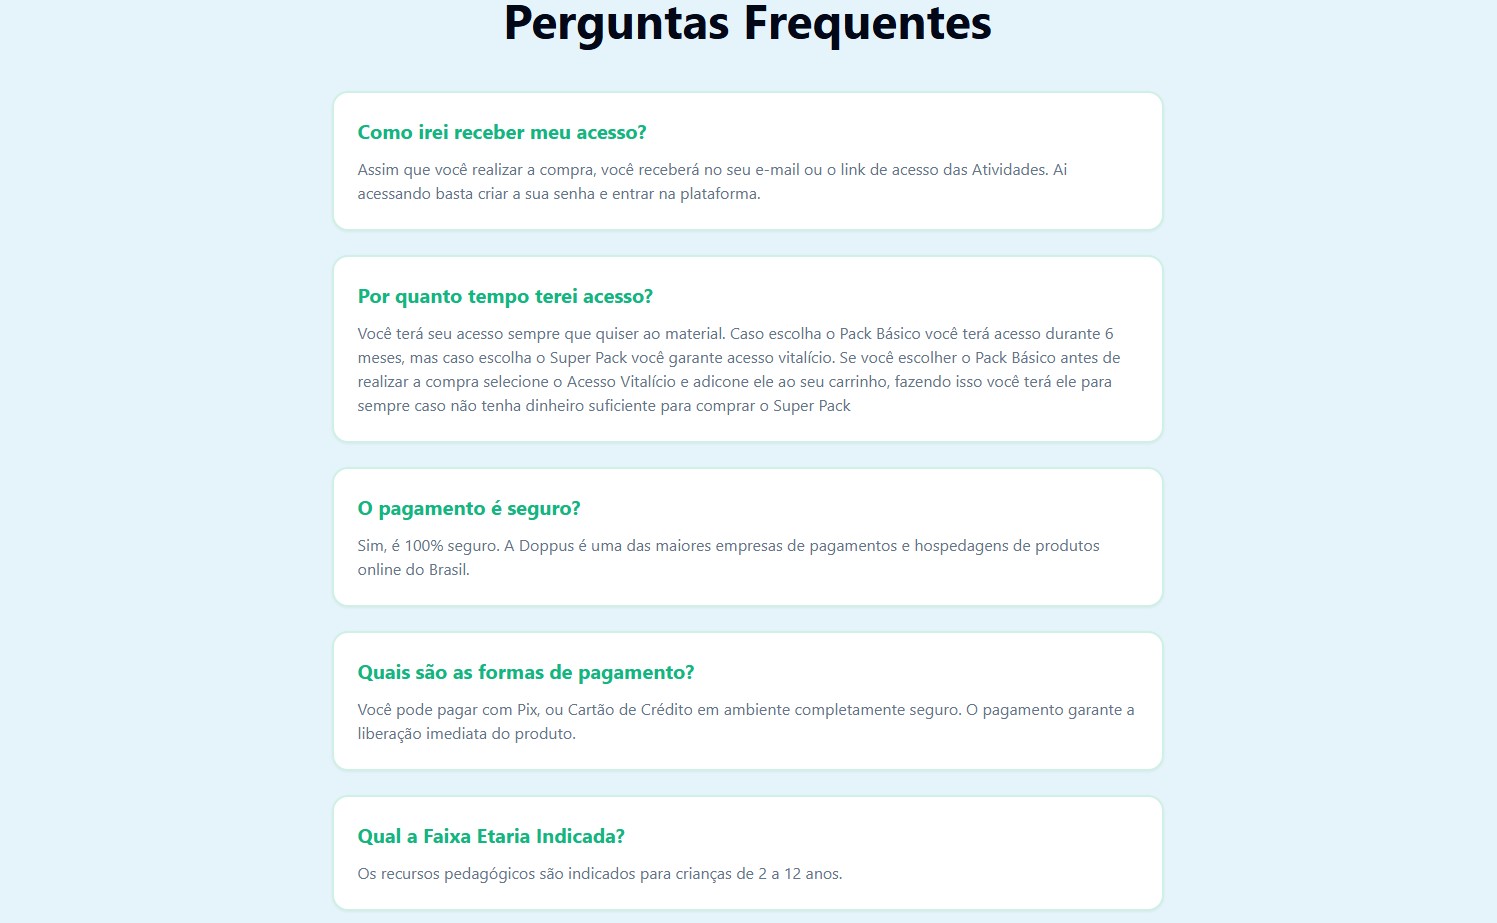 Perguntas Frequentes
Como irei receber meu acesso?
Assim que você realizar a compra, você receberá no seu e-mail ou o link de acesso das Atividades. Ai
acessando basta criar a sua senha e entrar na plataforma.
Por quanto tempo terei acesso?
Você terá seu acesso sempre que quiser ao material. Caso escolha o Pack Básico você terá acesso durante 6
meses, mas caso escolha o Super Pack você garante acesso vitalício. Se você escolher o Pack Básico antes de
realizar a compra selecione o Acesso Vitalício e adicone ele ao seu carrinho, fazendo isso você terá ele para
sempre caso não tenha dinheiro suficiente para comprar o Super Pack
O pagamento é seguro?
Sim, é 100% seguro. A Doppus é uma das maiores empresas de pagamentos e hospedagens de produtos
online do Brasil.
Quais são as formas de pagamento?
Você pode pagar com Pix, ou Cartão de Crédito em ambiente completamente seguro. O pagamento garante a
liberação imediata do produto.
Qual a Faixa Etaria Indicada?
Os recursos pedagógicos são indicados para crianças de 2 a 12 anos.